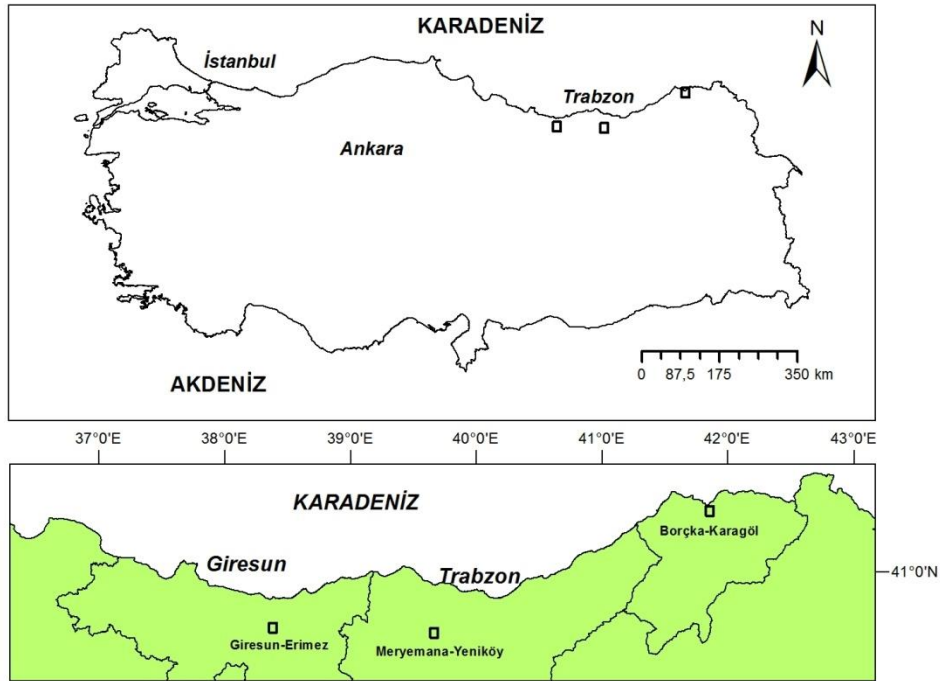 KARADENİZ
N
İstanbul
Trabzon
Ankara
AKDENİZ
0 87,5 175 350 km
37°0'E 38°0'E 39°0'E 40°0'E 41°0'E 42°0'E 43°0'E
KARADENİZ
Borçka-Karagöl
Giresun
Trabzon
41°0'N
Giresun-Erimez
Meryemana-Yeniköy